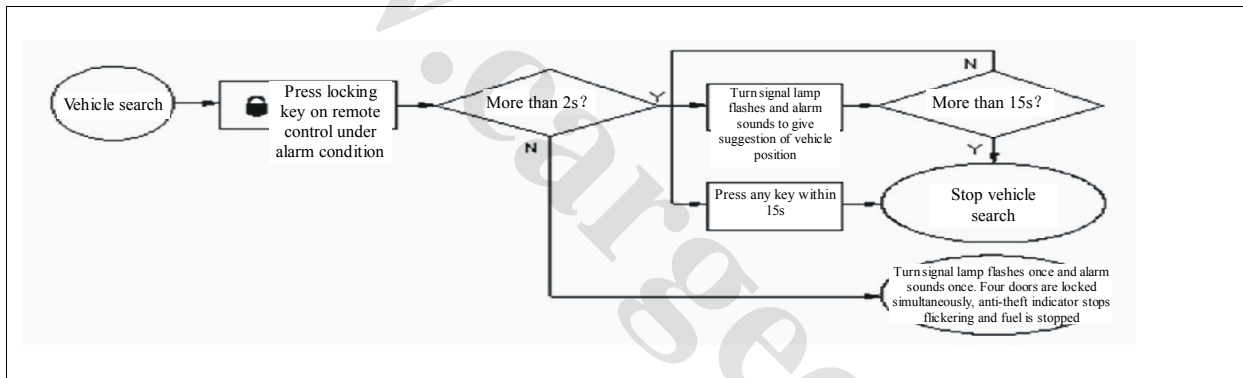 Vehicle search
Press locking
key on remote
control under
alarm condition
More than 2s?
Y
N
Turn signal lamp
flashes and alarm
sounds to give
suggestion of vehicle
position
More than 15s?
N
Y
Press any key within
15s
Stop vehicle
search
Turn signal lamp flashes once and alarm
sounds once. Four doors are locked
simultaneously, anti-theft indicator stops
flickering and fuel is stopped